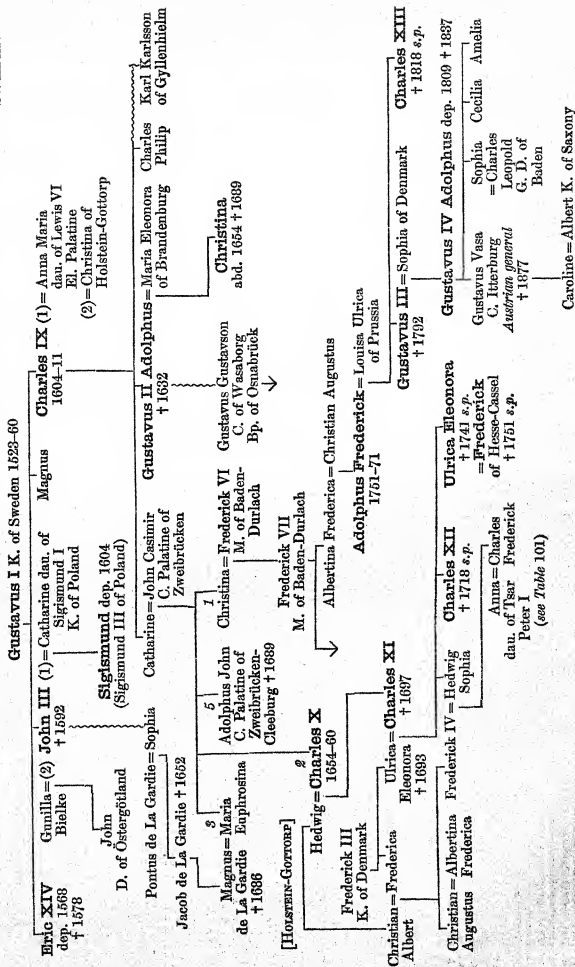 Gustavus I K. of Sweden 1523-60
Eric XIV
dep. 1568
† 1578
Gunilla = (2) John III (1) = Catharine dau. of
Bielke
† 1592
Sigismund I
K. of Poland
Magnus
Charles IX (1) = Anna Maria
1604-11
dau. of Lewis VI
El. Palatine
(2) = Christina of
Holstein-Gottorp
John
D. of Östergötland
Sigismund dep. 1604
(Sigismund III of Poland)
Pontus de La Gardie = Sophia
Catharine = John Casimir
C. Palatine of
Zweibrücken
Gustavus II Adolphus = Maria Eleonora
† 1632
of Brandenburg
Charles
Philip
Karl Karlsson
of Gyllenhielm
Jacob de La Gardie † 1652
Gustavus Gustavson
C. of Wasaborg
Bp. of Osnabrück
Christina
abd. 1654 † 1689
3
Magnus = Maria
de La Gardie Euphrosina
† 1686
5
Adolphus John
C. Palatine of
Zweibrücken-
Cleeburg † 1689
1
Christina = Frederick VI
M. of Baden-
Durlach
[HOLSTEIN-GOTTORP]
2
Hedwig = Charles X
1654-60
Frederick VII
M. of Baden-Durlach
Frederick III
K. of Denmark
Albertina Frederica = Christian Augustus
Christian = Frederica
Albert
Ulrica = Charles XI
Eleonora † 1697
† 1693
Adolphus Frederick = Louisa Ulrica
1751-71
of Prussia
Christian = Albertina
Augustus Frederica
Frederick IV = Hedwig
Sophia
Charles XII
† 1718 s.p.
Ulrica Eleonora
† 1741 s.p.
= Frederick
of Hesse-Cassel
† 1751 s.p.
Anna = Charles
dau. of Tsar Frederick
Peter I
(see Table 101)
Gustavus III = Sophia of Denmark
† 1792
Charles XIII
† 1818 s.p.
Gustavus IV Adolphus dep. 1809 † 1837
Gustavus Vasa
C. Itterburg
Austrian general
† 1877
Sophia
= Charles
Leopold
G. D. of
Baden
Cecilia
Amelia
Caroline = Albert K. of Saxony